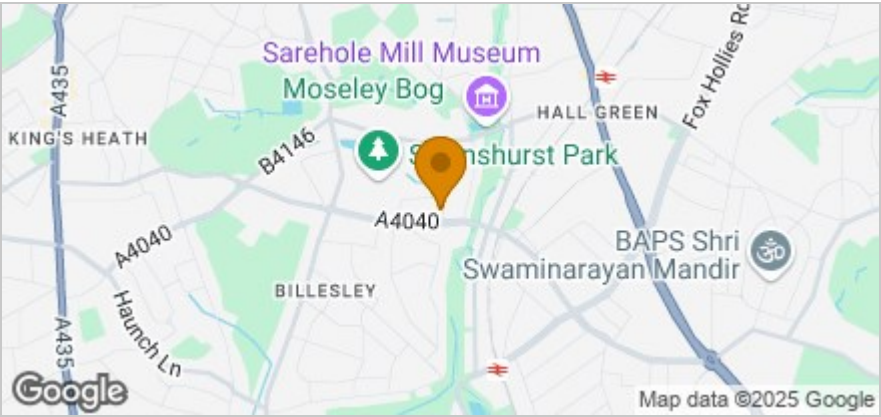 Sarehole Mill Museum
Moseley Bog
HALL GREEN
Fox Hollies
A435
KING'S HEATH
B4146
Park
A4040
A4040
BAPS Shri
Swaminarayan Mandir
BILLESLEY
Haunch Ln
A435
Google
Map data ©2025 Google